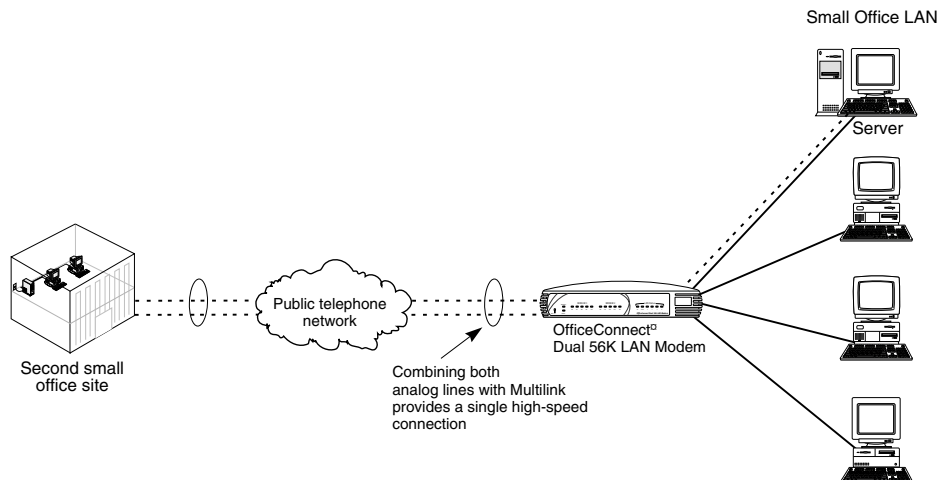 Small Office LAN
Server
Public telephone
network
OfficeConnect¤
Dual 56K LAN Modem
Second small
office site
Combining both
analog lines with Multilink
provides a single high-speed
connection